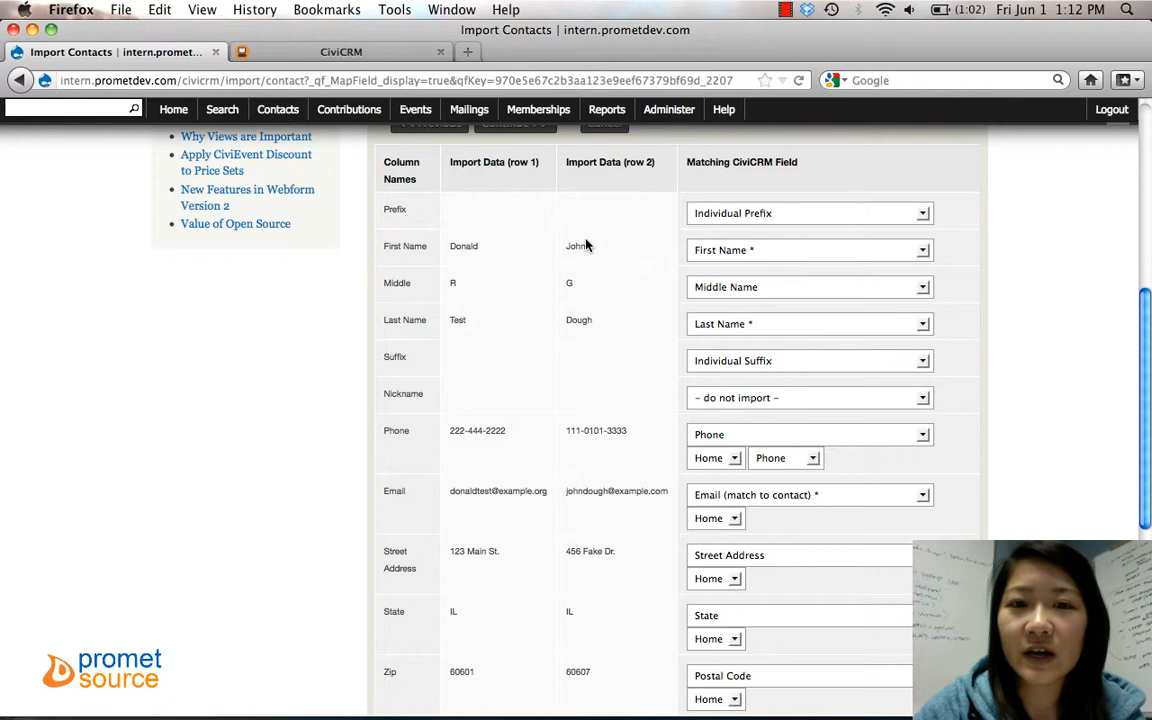 Firefox File Edit View History Bookmarks Tools Window Help (1:02) Fri Jun 1 1:12 PM
Import Contacts | intern.prometdev.com
Import Contacts | intern.promet... CiviCRM
intern.prometdev.com/civicrm/import/contact?_qf_MapField_display=true&qfKey=970e5e67c2b3aa123e9eef67379bf69d_2207 Google
Home Search Contacts Contributions Events Mailings Memberships Reports Administer Help Logout
Why Views are Important
Apply CiviEvent Discount
to Price Sets
New Features in Webform
Version 2
Value of Open Source
Column
Names Import Data (row 1) Import Data (row 2) Matching CiviCRM Field
Prefix Individual Prefix
First Name Donald John First Name *
Middle R G Middle Name
Last Name Test Dough Last Name *
Suffix Individual Suffix
Nickname – do not import –
Phone 222-444-2222 111-0101-3333 Phone
Home Phone
Email donaldtest@example.org johndough@example.com Email (match to contact) *
Home
Street
Address 123 Main St. 456 Fake Dr. Street Address
Home
State IL IL State
Home
Zip 60601 60607 Postal Code
Home
promet
source